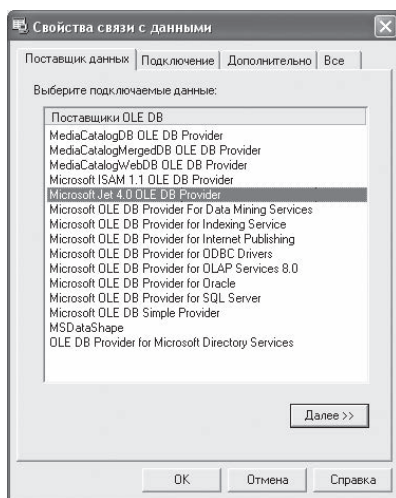 Свойства связи с данными
Поставщик данных Подключение Дополнительно Все
Выберите подключаемые данные:
Поставщики OLE DB
MediaCatalogDB OLE DB Provider
MediaCatalogMergedDB OLE DB Provider
MediaCatalogWebDB OLE DB Provider
Microsoft ISAM 1.1 OLE DB Provider
Microsoft Jet 4.0 OLE DB Provider
Microsoft OLE DB Provider For Data Mining Services
Microsoft OLE DB Provider for Indexing Service
Microsoft OLE DB Provider for Internet Publishing
Microsoft OLE DB Provider for ODBC Drivers
Microsoft OLE DB Provider for OLAP Services 8.0
Microsoft OLE DB Provider for Oracle
Microsoft OLE DB Provider for SQL Server
Microsoft OLE DB Simple Provider
MSDataShape
OLE DB Provider for Microsoft Directory Services
Далее >>
OK Отмена Справка